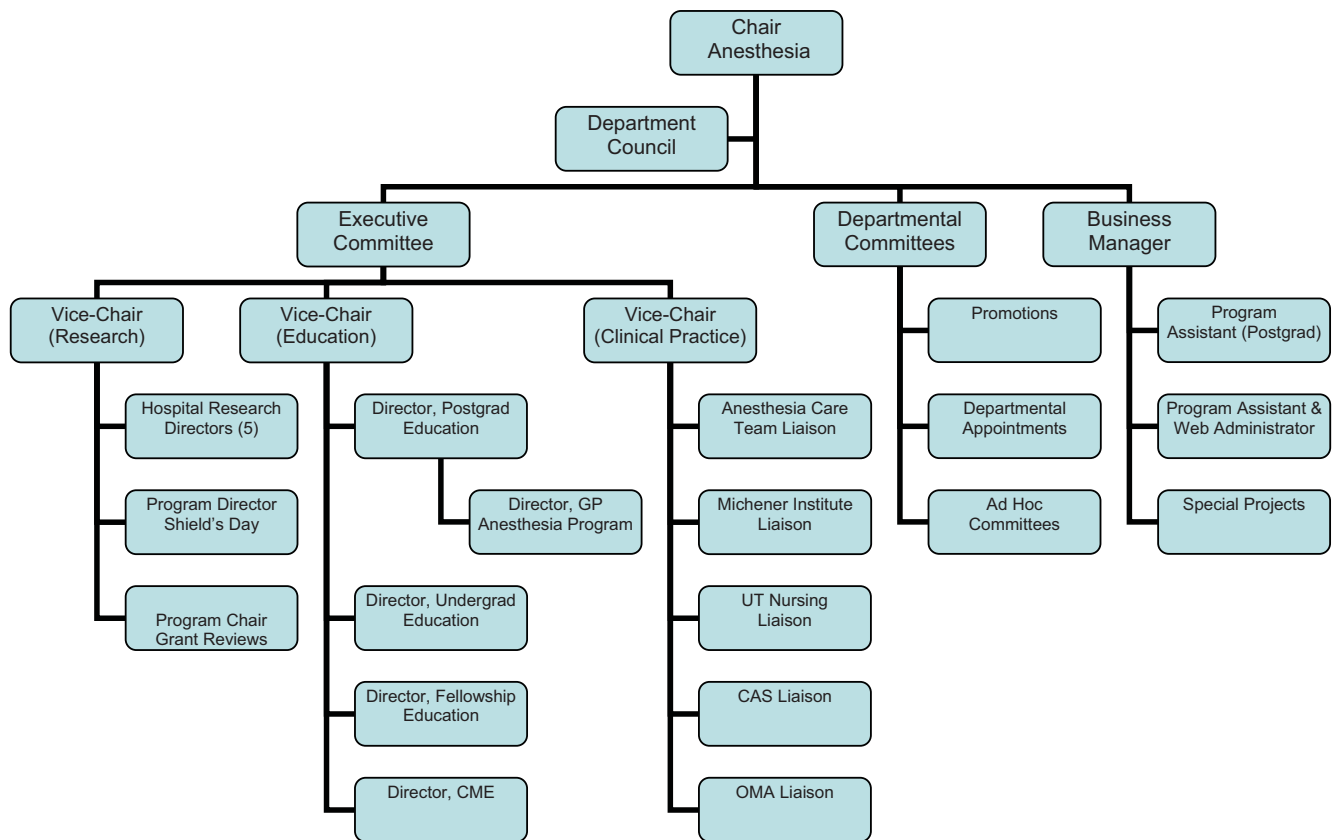 Chair
Anesthesia
Department
Council
Executive
Committee
Departmental
Committees
Business
Manager
Vice-Chair
(Research)
Vice-Chair
(Education)
Vice-Chair
(Clinical Practice)
Promotions
Program
Assistant (Postgrad)
Hospital Research
Directors (5)
Director, Postgrad
Education
Anesthesia Care
Team Liaison
Departmental
Appointments
Program Assistant &
Web Administrator
Program Director
Shield's Day
Director, GP
Anesthesia Program
Michener Institute
Liaison
Ad Hoc
Committees
Special Projects
Program Chair
Grant Reviews
Director, Undergrad
Education
UT Nursing
Liaison
Director, Fellowship
Education
CAS Liaison
Director, CME
OMA Liaison